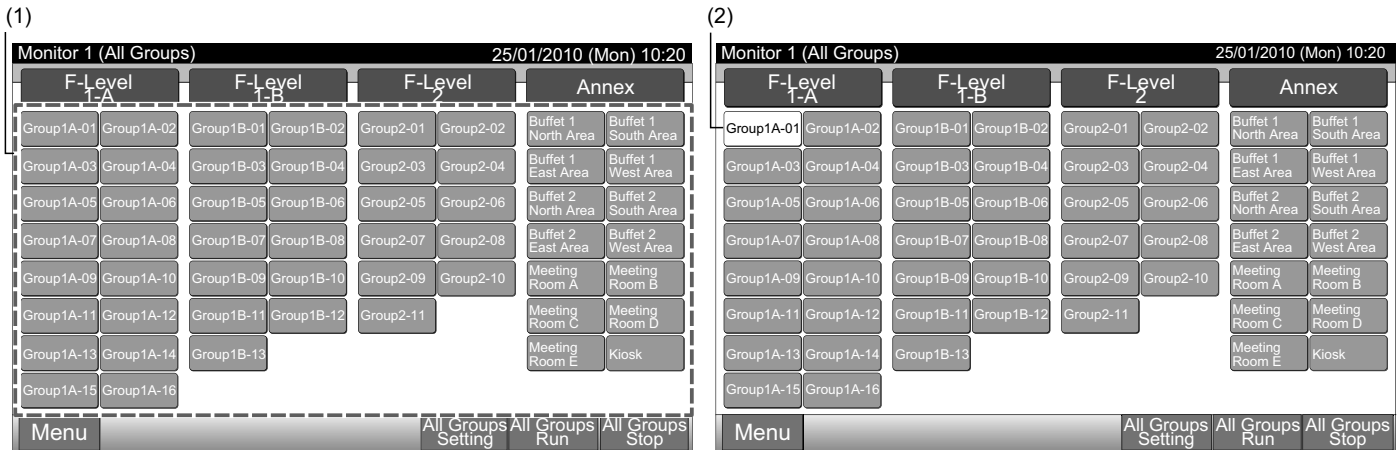 (1)
Monitor 1 (All Groups) 25/01/2010 (Mon) 10:20
F-Level 1-A
F-Level 1-B
F-Level 2
Annex
Group1A-01 Group1A-02 Group1B-01 Group1B-02 Group2-01 Group2-02 Buffet 1 North Area Buffet 1 South Area
Group1A-03 Group1A-04 Group1B-03 Group1B-04 Group2-03 Group2-04 Buffet 1 East Area Buffet 1 West Area
Group1A-05 Group1A-06 Group1B-05 Group1B-06 Group2-05 Group2-06 Buffet 2 North Area Buffet 2 South Area
Group1A-07 Group1A-08 Group1B-07 Group1B-08 Group2-07 Group2-08 Buffet 2 East Area Buffet 2 West Area
Group1A-09 Group1A-10 Group1B-09 Group1B-10 Group2-09 Group2-10 Meeting Room A Meeting Room B
Group1A-11 Group1A-12 Group1B-11 Group1B-12 Group2-11 Meeting Room C Meeting Room D
Group1A-13 Group1A-14 Group1B-13 Meeting Room E Kiosk
Group1A-15 Group1A-16
Menu All Groups Setting All Groups Run All Groups Stop
(2)
Monitor 1 (All Groups) 25/01/2010 (Mon) 10:20
F-Level 1-A
F-Level 1-B
F-Level 2
Annex
Group1A-01 Group1A-02 Group1B-01 Group1B-02 Group2-01 Group2-02 Buffet 1 North Area Buffet 1 South Area
Group1A-03 Group1A-04 Group1B-03 Group1B-04 Group2-03 Group2-04 Buffet 1 East Area Buffet 1 West Area
Group1A-05 Group1A-06 Group1B-05 Group1B-06 Group2-05 Group2-06 Buffet 2 North Area Buffet 2 South Area
Group1A-07 Group1A-08 Group1B-07 Group1B-08 Group2-07 Group2-08 Buffet 2 East Area Buffet 2 West Area
Group1A-09 Group1A-10 Group1B-09 Group1B-10 Group2-09 Group2-10 Meeting Room A Meeting Room B
Group1A-11 Group1A-12 Group1B-11 Group1B-12 Group2-11 Meeting Room C Meeting Room D
Group1A-13 Group1A-14 Group1B-13 Meeting Room E Kiosk
Group1A-15 Group1A-16
Menu All Groups Setting All Groups Run All Groups Stop